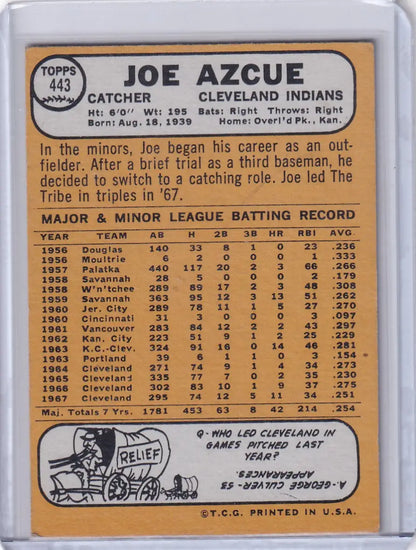 TOPPS
443
JOE AZCUE
CATCHER CLEVELAND INDIANS
Ht: 6'0" Wt: 195 Bats: Right Throws: Right
Born: Aug. 18, 1939 Home: Overl'd Pk., Kan.
In the minors, Joe began his career as an out-
fielder. After a brief trial as a third baseman, he
decided to switch to a catching role. Joe led The
Tribe in triples in '67.
MAJOR & MINOR LEAGUE BATTING RECORD
YEAR TEAM AB H 2B 3B HR RBI AVG.
1956 Douglas 140 33 8 1 0 23 .236
1956 Moultrie 6 2 0 0 0 1 .333
1957 Palatka 440 117 20 2 3 66 .266
1958 Savannah 28 5 0 0 0 2 .179
1958 W'n'tchee 289 89 17 2 3 48 .308
1959 Savannah 363 95 12 3 13 51 .262
1960 Jer. City 289 78 11 1 5 27 .270
1960 Cincinnati 31 3 0 0 0 3 .097
1961 Vancouver 283 84 12 2 2 43 .297
1962 Kan. City 223 51 9 1 2 25 .229
1963 K.C.-Clev. 324 91 16 0 14 46 .281
1963 Portland 39 6 1 1 0 3 .154
1964 Cleveland 271 74 9 1 4 34 .273
1965 Cleveland 335 77 7 0 2 35 .230
1966 Cleveland 302 83 10 1 9 37 .275
1967 Cleveland 295 74 12 5 11 34 .251
Maj. Totals 7 Yrs. 1781 453 63 8 42 214 .254
RELIEF
Q-WHO LED CLEVELAND IN
GAMES PITCHED LAST
YEAR?
A-GEORGE CULVER-53
APPEARANCES.
©T.C.G. PRINTED IN U.S.A.